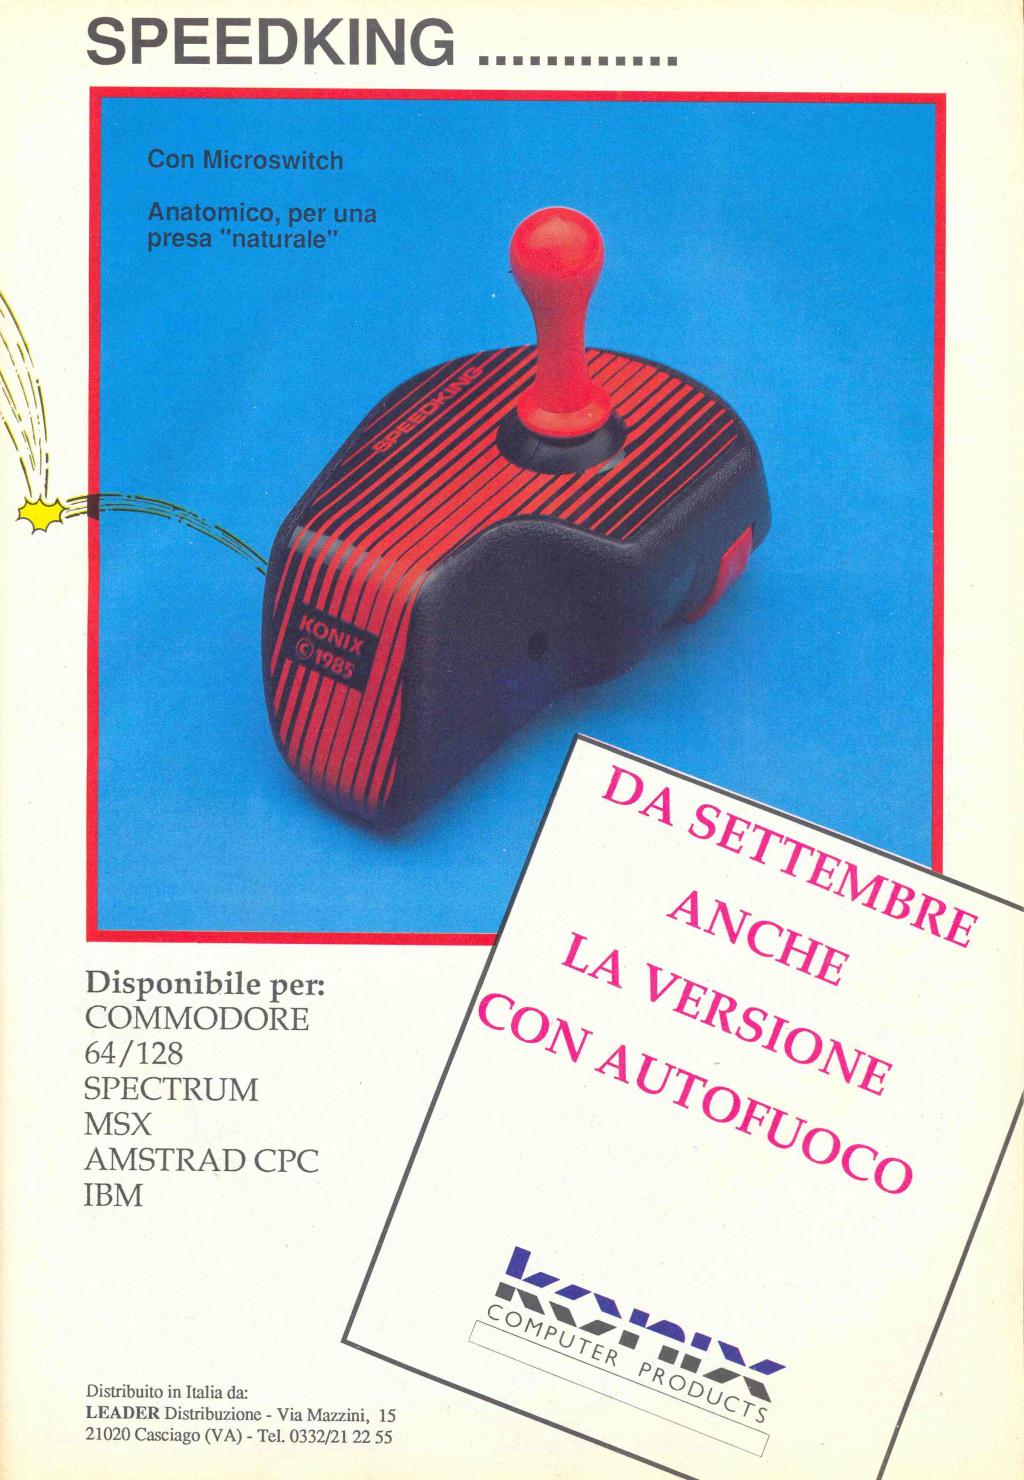 SPEEDKING ............
Con Microswitch
Anatomico, per una
presa "naturale"
SPEEDKING
KONIX
©1985
DA SETTEMBRE
ANCHE
LA VERSIONE
CON AUTOFUOCO
Disponibile per:
COMMODORE
64/128
SPECTRUM
MSX
AMSTRAD CPC
IBM
konix
COMPUTER PRODUCTS
Distribuito in Italia da:
LEADER Distribuzione - Via Mazzini, 15
21020 Casciago (VA) - Tel. 0332/21 22 55